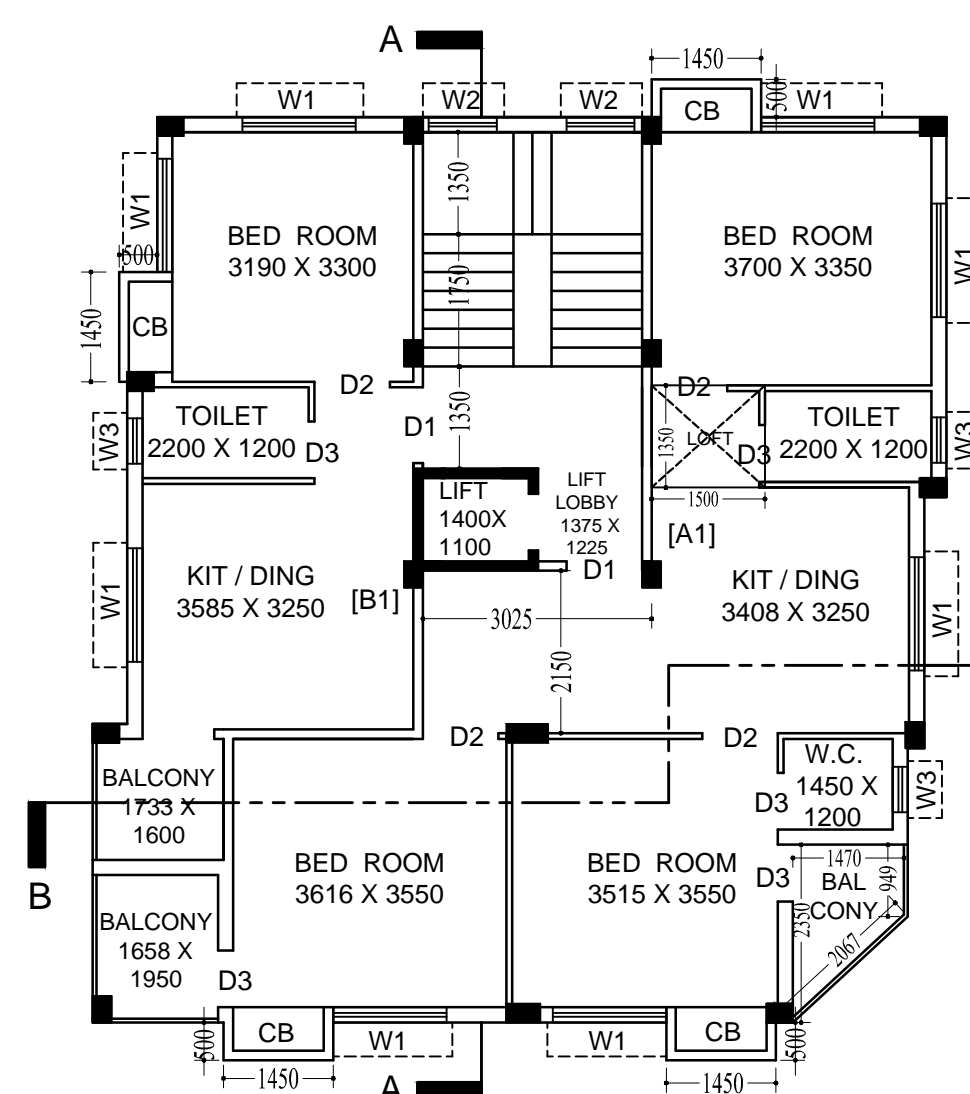 A
1450
W1
W2
W2
CB
500
W1
W1
500
CB
1450
BED ROOM
3190 X 3300
1350
1750
BED ROOM
3700 X 3350
W1
D2
D1
1350
TOILET
2200 X 1200
W3
D3
D2
LOFT
1350
1500
D3
TOILET
2200 X 1200
W3
LIFT
1400X
1100
LIFT
LOBBY
1375 X
1225
[A1]
D1
KIT / DING
3585 X 3250
[B1]
W1
3025
2150
KIT / DING
3408 X 3250
W1
D2
D2
BALCONY
1733 X
1600
W.C.
1450 X
1200
W3
D3
B
BED ROOM
3616 X 3550
BED ROOM
3515 X 3550
D3
1470
BAL
CONY
949
2350
2067
BALCONY
1658 X
1950
D3
500
CB
W1
1450
A
W1
CB
500
1450